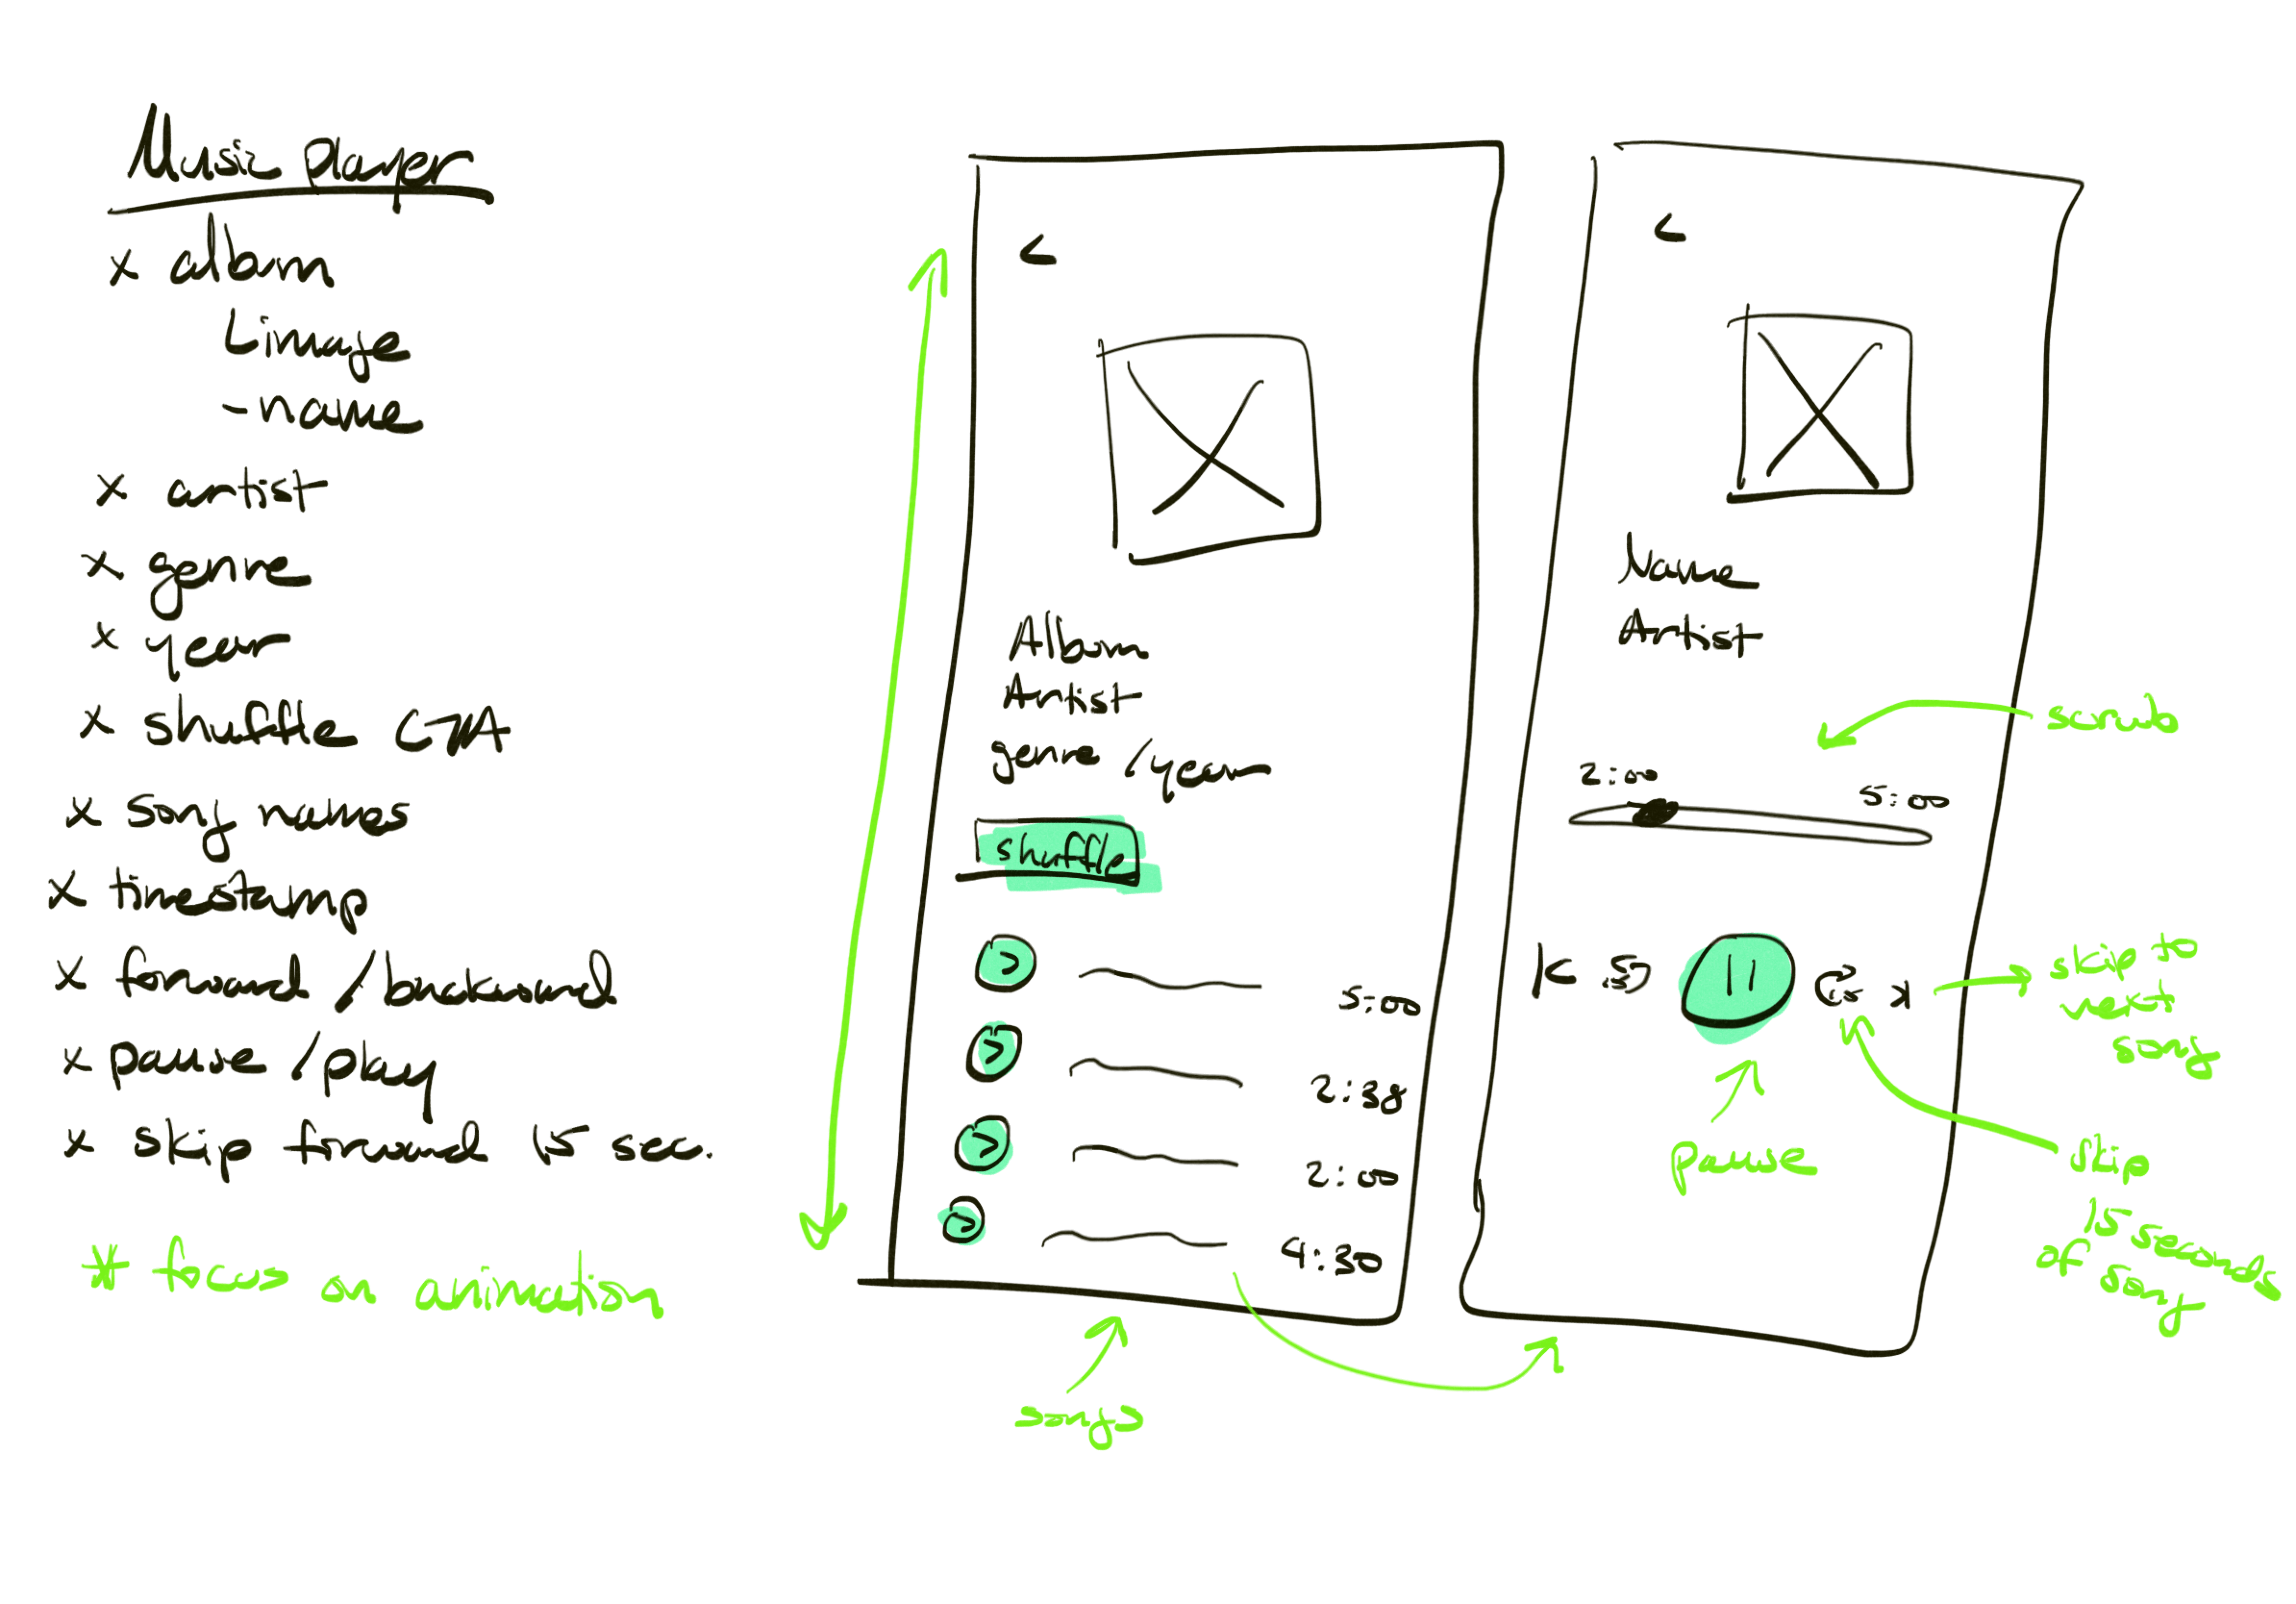 Music player
x album
L image
- name
x artist
x genre
x year
x shuffle CTA
x song names
x timestamp
x forward / backward
x pause / play
x skip forward 15 sec.
* focus on animation
<
Album
Artist
genre / year
shuffle
> 5:00
> 2:38
> 2:00
> 4:30
songs
<
Name
Artist
scrub
2:00
5:00
15
skip to
next
song
pause
skip
15 seconds
of song